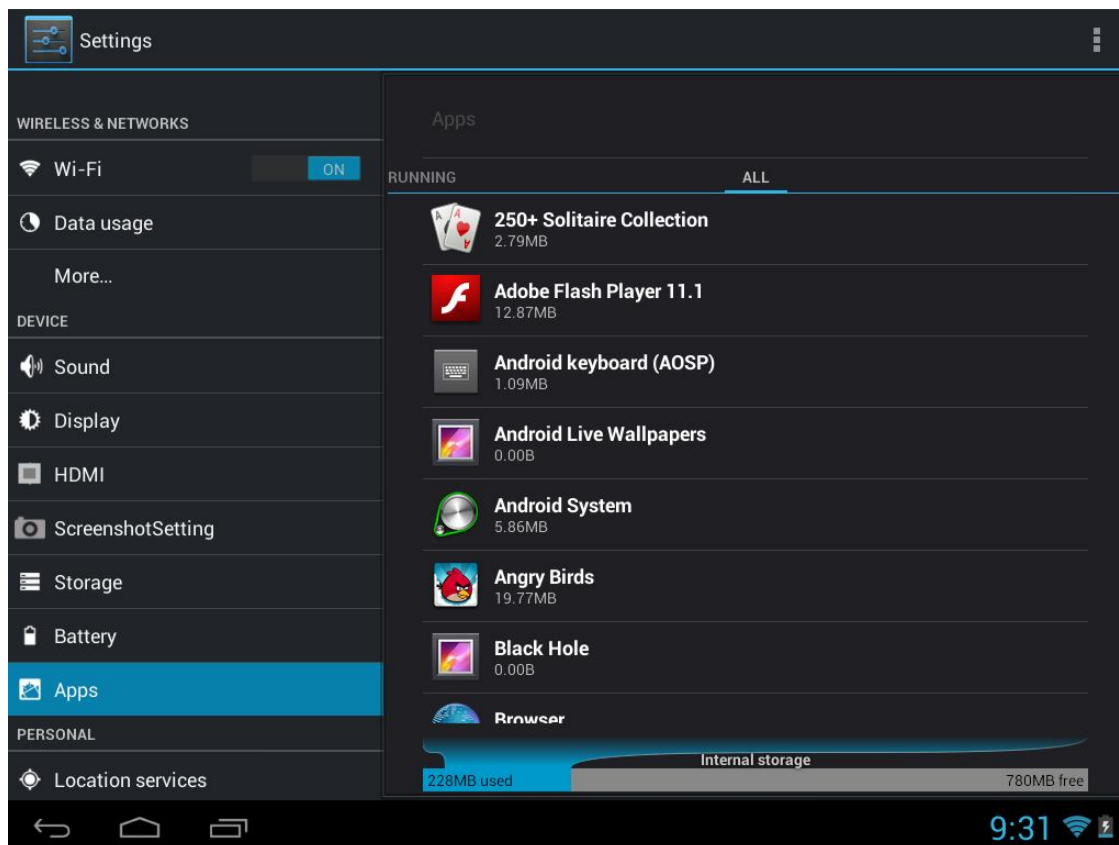 Settings
WIRELESS & NETWORKS
Wi-Fi
ON
Data usage
More...
DEVICE
Sound
Display
HDMI
ScreenshotSetting
Storage
Battery
Apps
PERSONAL
Location services
Apps
RUNNING
ALL
250+ Solitaire Collection
2.79MB
Adobe Flash Player 11.1
12.87MB
Android keyboard (AOSP)
1.09MB
Android Live Wallpapers
0.00B
Android System
5.86MB
Angry Birds
19.77MB
Black Hole
0.00B
Browser
Internal storage
228MB used
780MB free
9:31